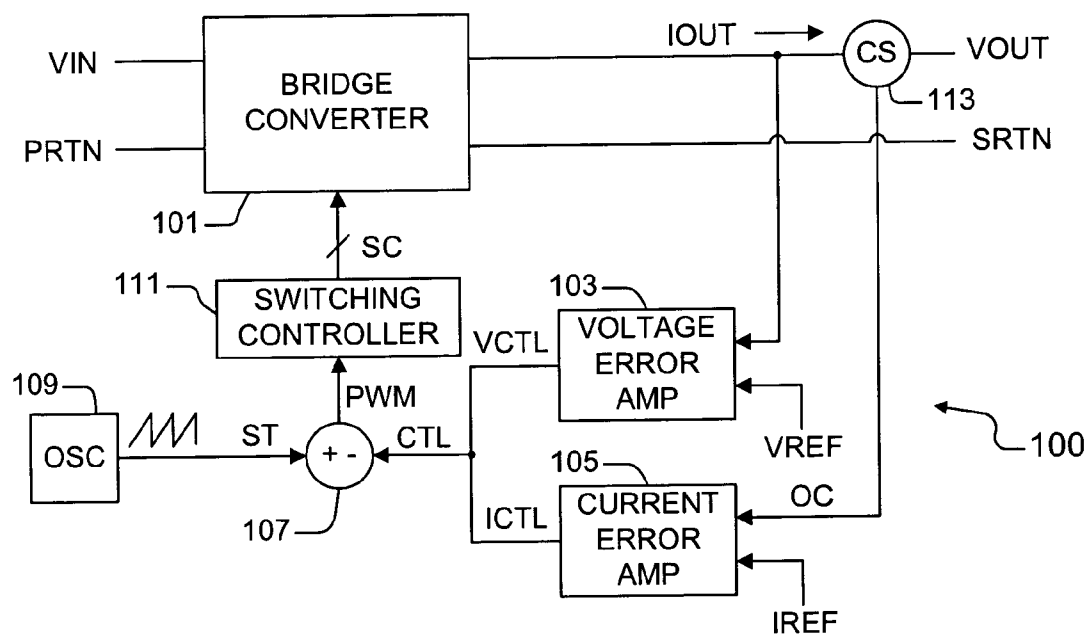 IOUT
VIN
BRIDGE
CONVERTER
CS
VOUT
113
PRTN
SRTN
101
SC
111
SWITCHING
CONTROLLER
103
VOLTAGE
ERROR
AMP
VCTL
109
PWM
OSC
ST
+ -
CTL
VREF
100
107
105
CURRENT
ERROR
AMP
ICTL
OC
IREF